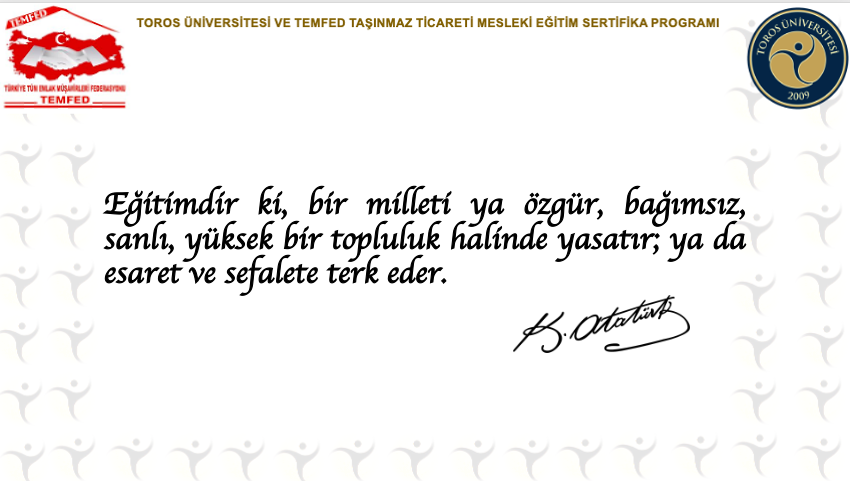 TOROS ÜNİVERSİTESİ VE TEMFED TAŞINMAZ TİCARETİ MESLEKİ EĞİTİM SERTİFİKA PROGRAMI
TEMFED
TÜRKİYE TÜM EMLAK MÜŞAVİRLERİ FEDERASYONU
TEMFED
TOROS ÜNİVERSİTESİ
2009
Eğitimdir ki, bir milleti ya özgür, bağımsız,
sanlı, yüksek bir topluluk halinde yasatır; ya da
esaret ve sefalete terk eder.
K. Atatürk